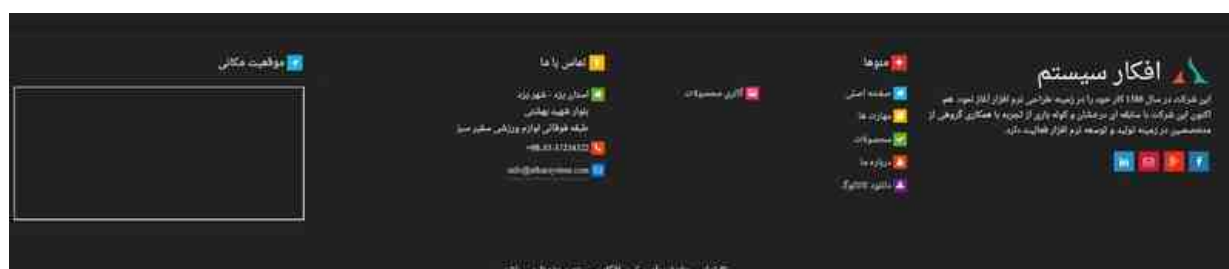 افکار سیستم
این شرکت در سال 1386 کار خود را در زمینه طراحی نرم افزار آغاز نمود. هم
اکنون این شرکت با سابقه ای درخشان و کوله باری از تجربه با همکاری گروهی از
متخصصین در زمینه تولید و توسعه نرم افزار فعالیت دارد.
منوها
صفحه اصلی
مهارت ها
محصولات
درباره ما
دانلود کاتالوگ
گالری محصولات
تماس با ما
استان یزد - شهر یزد
بلوار شهید بهشتی
طبقه فوقانی لوازم ورزشی سفیر سبز
موقعیت مکانی